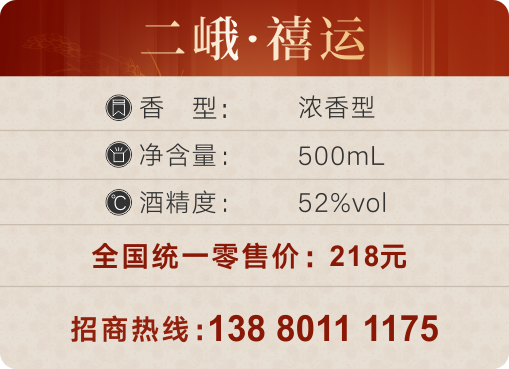 二峨·禧运
香 型： 浓香型
净含量： 500mL
酒精度： 52%vol
全国统一零售价：218元
招商热线：138 8011 1175